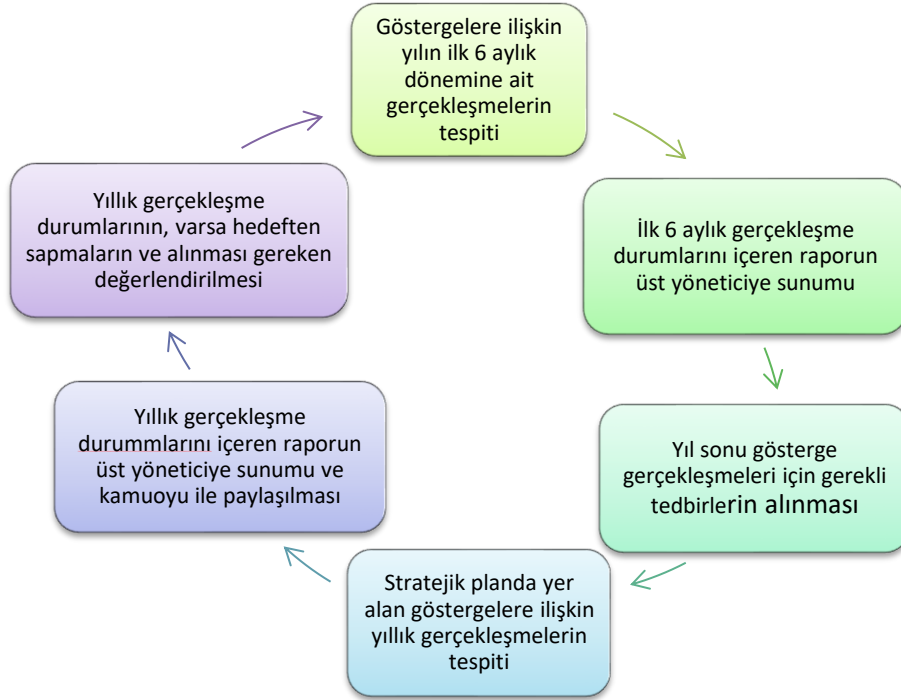 Göstergelere ilişkin
yılın ilk 6 aylık
dönemine ait
gerçekleşmelerin
tespiti
İlk 6 aylık gerçekleşme
durumlarını içeren raporun
üst yöneticiye sunumu
Yıl sonu gösterge
gerçekleşmeleri için gerekli
tedbirlerin alınması
Stratejik planda yer
alan göstergelere ilişkin
yıllık gerçekleşmelerin
tespiti
Yıllık gerçekleşme
durummlarını içeren raporun
üst yöneticiye sunumu ve
kamuoyu ile paylaşılması
Yıllık gerçekleşme
durumlarının, varsa hedeften
sapmaların ve alınması gereken
değerlendirilmesi